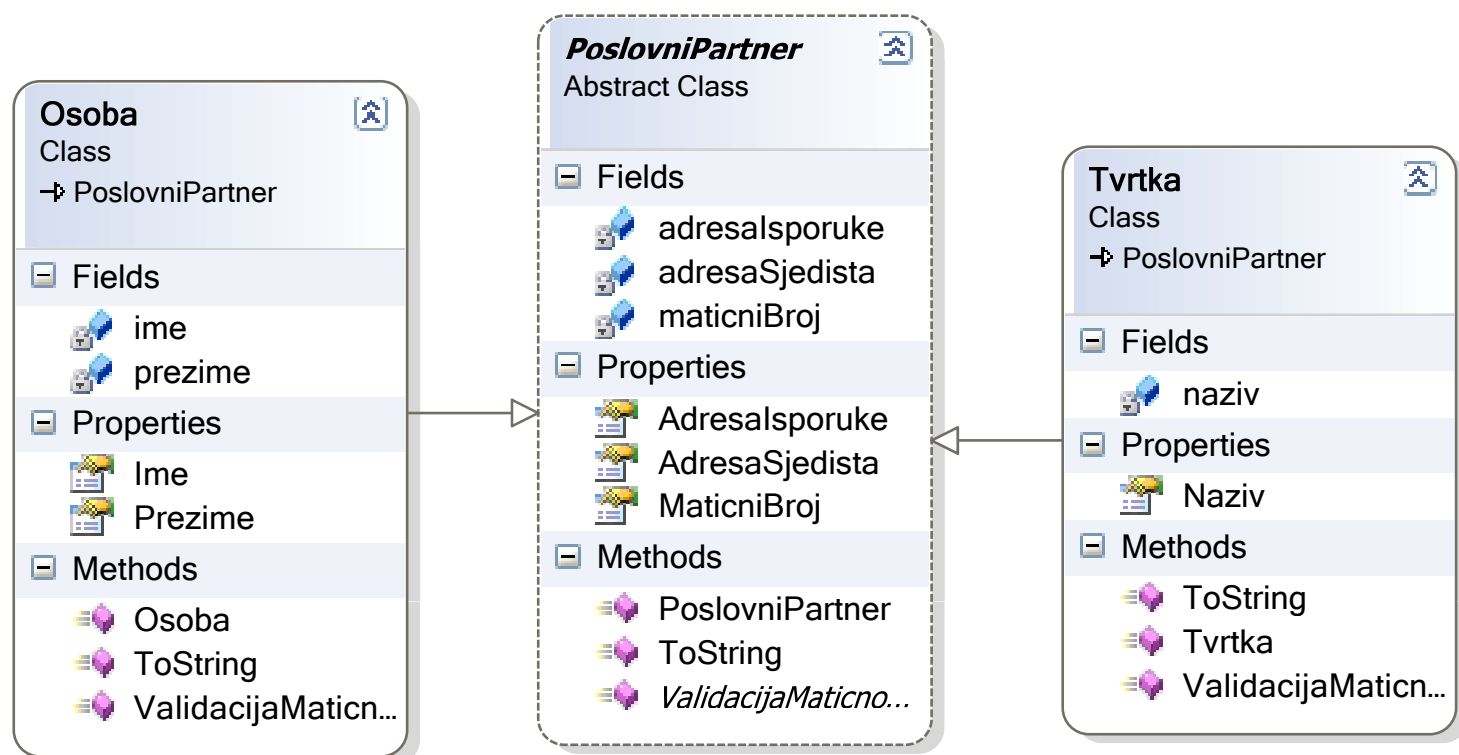 Osoba
Class
PoslovniPartner
Fields
ime
prezime
Properties
Ime
Prezime
Methods
Osoba
ToString
ValidacijaMaticn...
PoslovniPartner
Abstract Class
Fields
adresaIsporuke
adresaSjedista
maticniBroj
Properties
AdresaIsporuke
AdresaSjedista
MaticniBroj
Methods
PoslovniPartner
ToString
ValidacijaMaticno...
Tvrtka
Class
PoslovniPartner
Fields
naziv
Properties
Naziv
Methods
ToString
Tvrtka
ValidacijaMaticn...